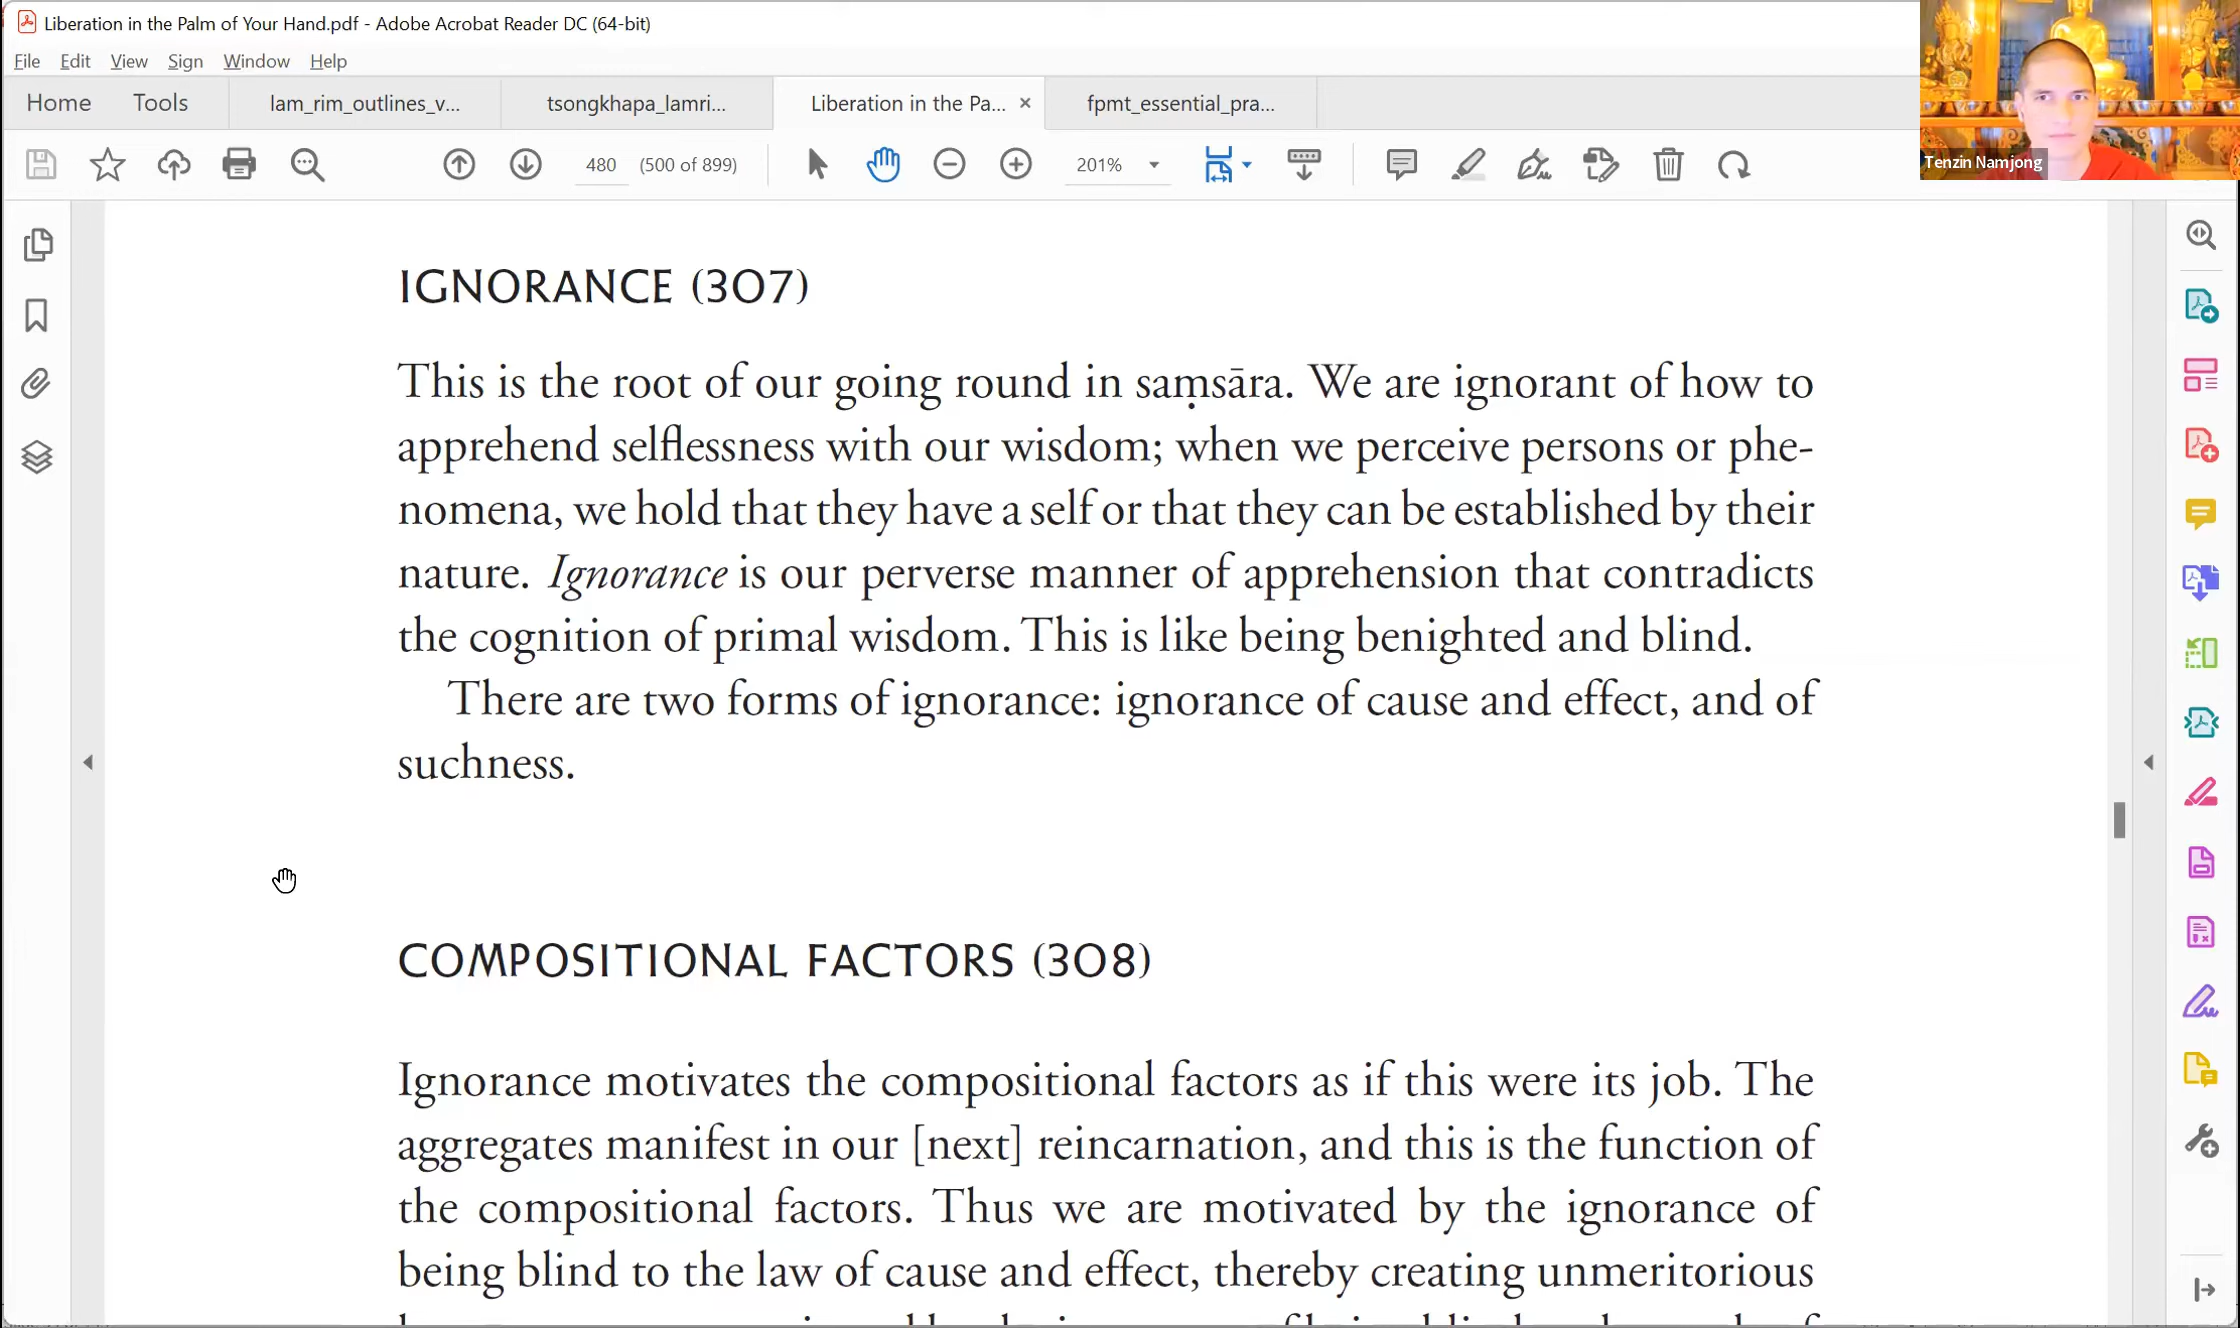 Liberation in the Palm of Your Hand.pdf - Adobe Acrobat Reader DC (64-bit)
File Edit View Sign Window Help
Home Tools lam_rim_outlines_v... tsongkhapa_lamri... Liberation in the Pa... × fpmt_essential_pra...
480 (500 of 899) 201%
Tenzin Namjong
IGNORANCE (307)
This is the root of our going round in saṃsāra. We are ignorant of how to
apprehend selflessness with our wisdom; when we perceive persons or phe-
nomena, we hold that they have a self or that they can be established by their
nature. Ignorance is our perverse manner of apprehension that contradicts
the cognition of primal wisdom. This is like being benighted and blind.
There are two forms of ignorance: ignorance of cause and effect, and of
suchness.
COMPOSITIONAL FACTORS (308)
Ignorance motivates the compositional factors as if this were its job. The
aggregates manifest in our [next] reincarnation, and this is the function of
the compositional factors. Thus we are motivated by the ignorance of
being blind to the law of cause and effect, thereby creating unmeritorious